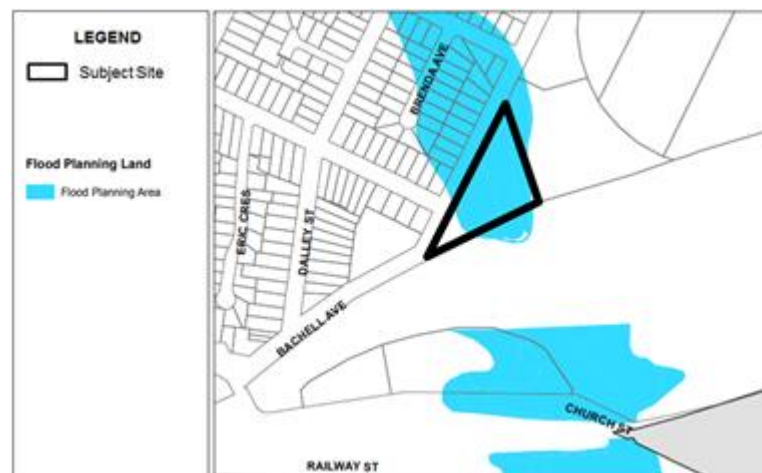 LEGEND
Subject Site
Flood Planning Land
Flood Planning Area
BRENDA AVE
ERIC CRES
DALLEY ST
BACHELL AVE
CHURCH ST
RAILWAY ST